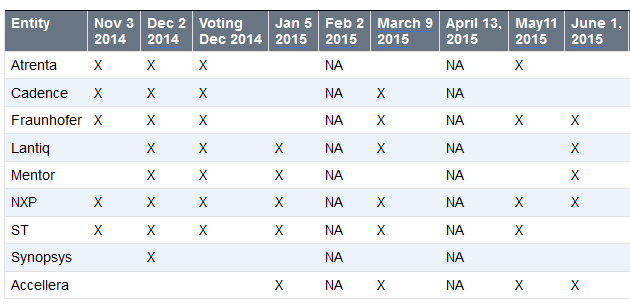 Entity Nov 3 2014 Dec 2 2014 Voting Dec 2014 Jan 5 2015 Feb 2 2015 March 9 2015 April 13, 2015 May11 2015 June 1, 2015
Atrenta X X X NA NA X
Cadence X X X NA X NA
Fraunhofer X X X NA X NA X X
Lantiq X X X NA X NA X
Mentor X X X NA NA X
NXP X X X X NA X NA X X
ST X X X X NA X NA X
Synopsys X NA NA
Accellera X NA X NA X X